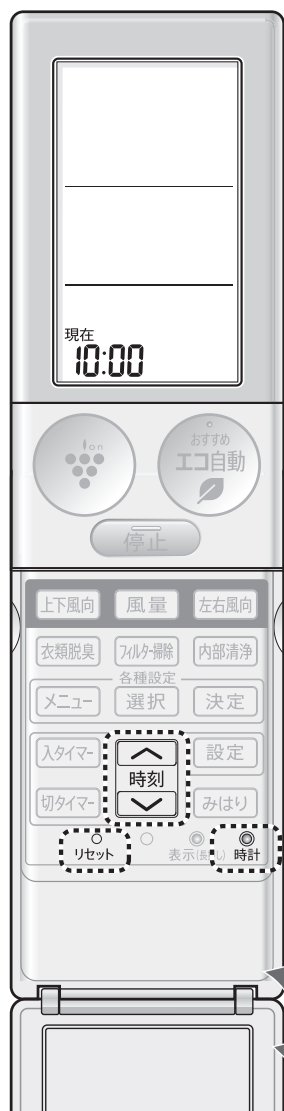 現在
10:00
ion
おすすめ
エコ自動
停止
上下風向 風量 左右風向
衣類脱臭 フィルター掃除 内部清浄
各種設定
メニュー 選択 決定
入タイマー 設定
時刻
切タイマー みはり
リセット 表示(長押し) 時計